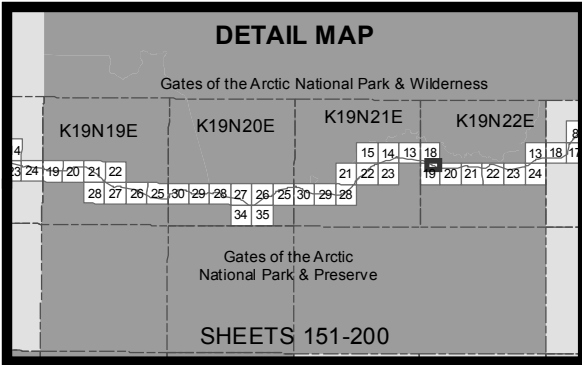 DETAIL MAP
Gates of the Arctic National Park & Wilderness
K19N19E
K19N20E
K19N21E
K19N22E
8
4
15 14 13 18
13 18 17
23 24 19 20 21 22
21 22 23
19 20 21 22 23 24
28 27 26 25 30 29 28 27 26 25 30 29 28
34 35
Gates of the Arctic
National Park & Preserve
SHEETS 151-200